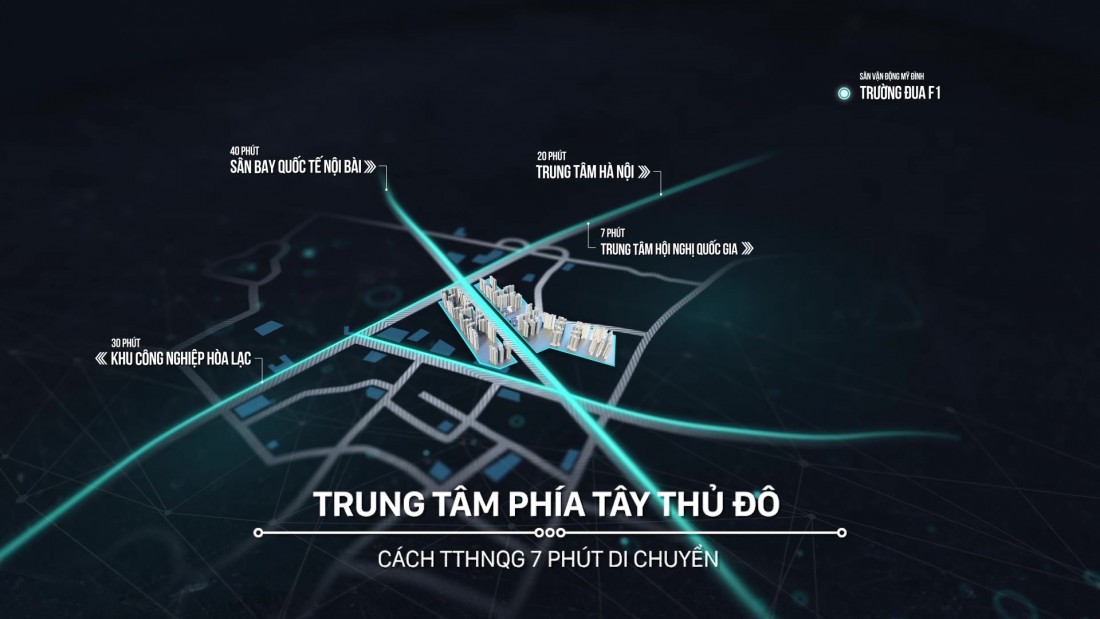 SÂN VẬN ĐỘNG MỸ ĐÌNH
TRƯỜNG ĐUA F1
40 PHÚT
SÂN BAY QUỐC TẾ NỘI BÀI
20 PHÚT
TRUNG TÂM HÀ NỘI
7 PHÚT
TRUNG TÂM HỘI NGHỊ QUỐC GIA
30 PHÚT
KHU CÔNG NGHIỆP HÒA LẠC
TRUNG TÂM PHÍA TÂY THỦ ĐÔ
CÁCH TTHNQG 7 PHÚT DI CHUYỂN